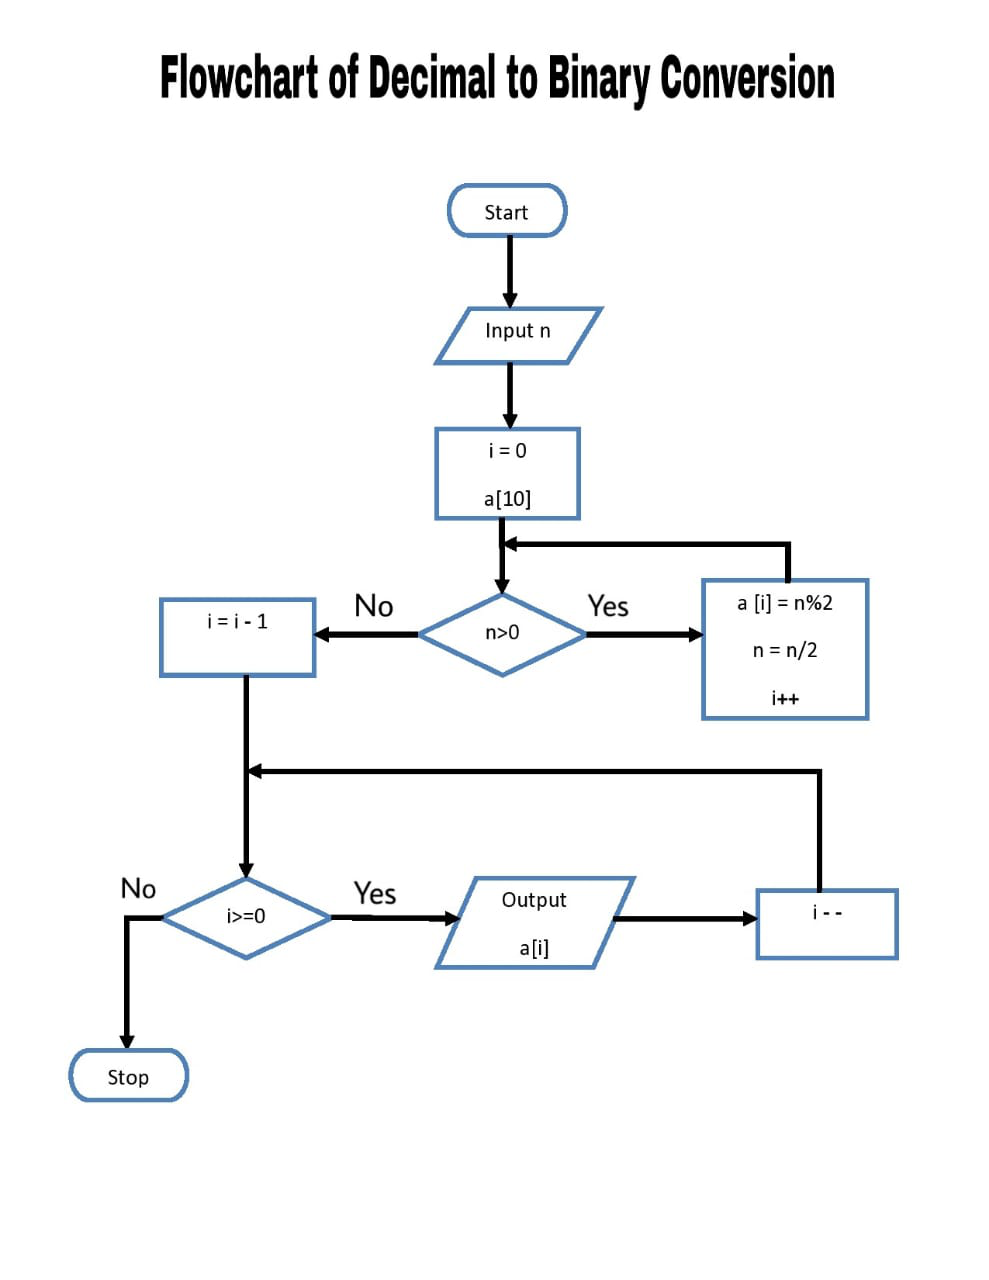 Flowchart of Decimal to Binary Conversion
Start
Input n
i = 0
a[10]
No
Yes
i = i - 1
n>0
a [i] = n%2
n = n/2
i++
No
Yes
i>=0
Output
a[i]
i - -
Stop